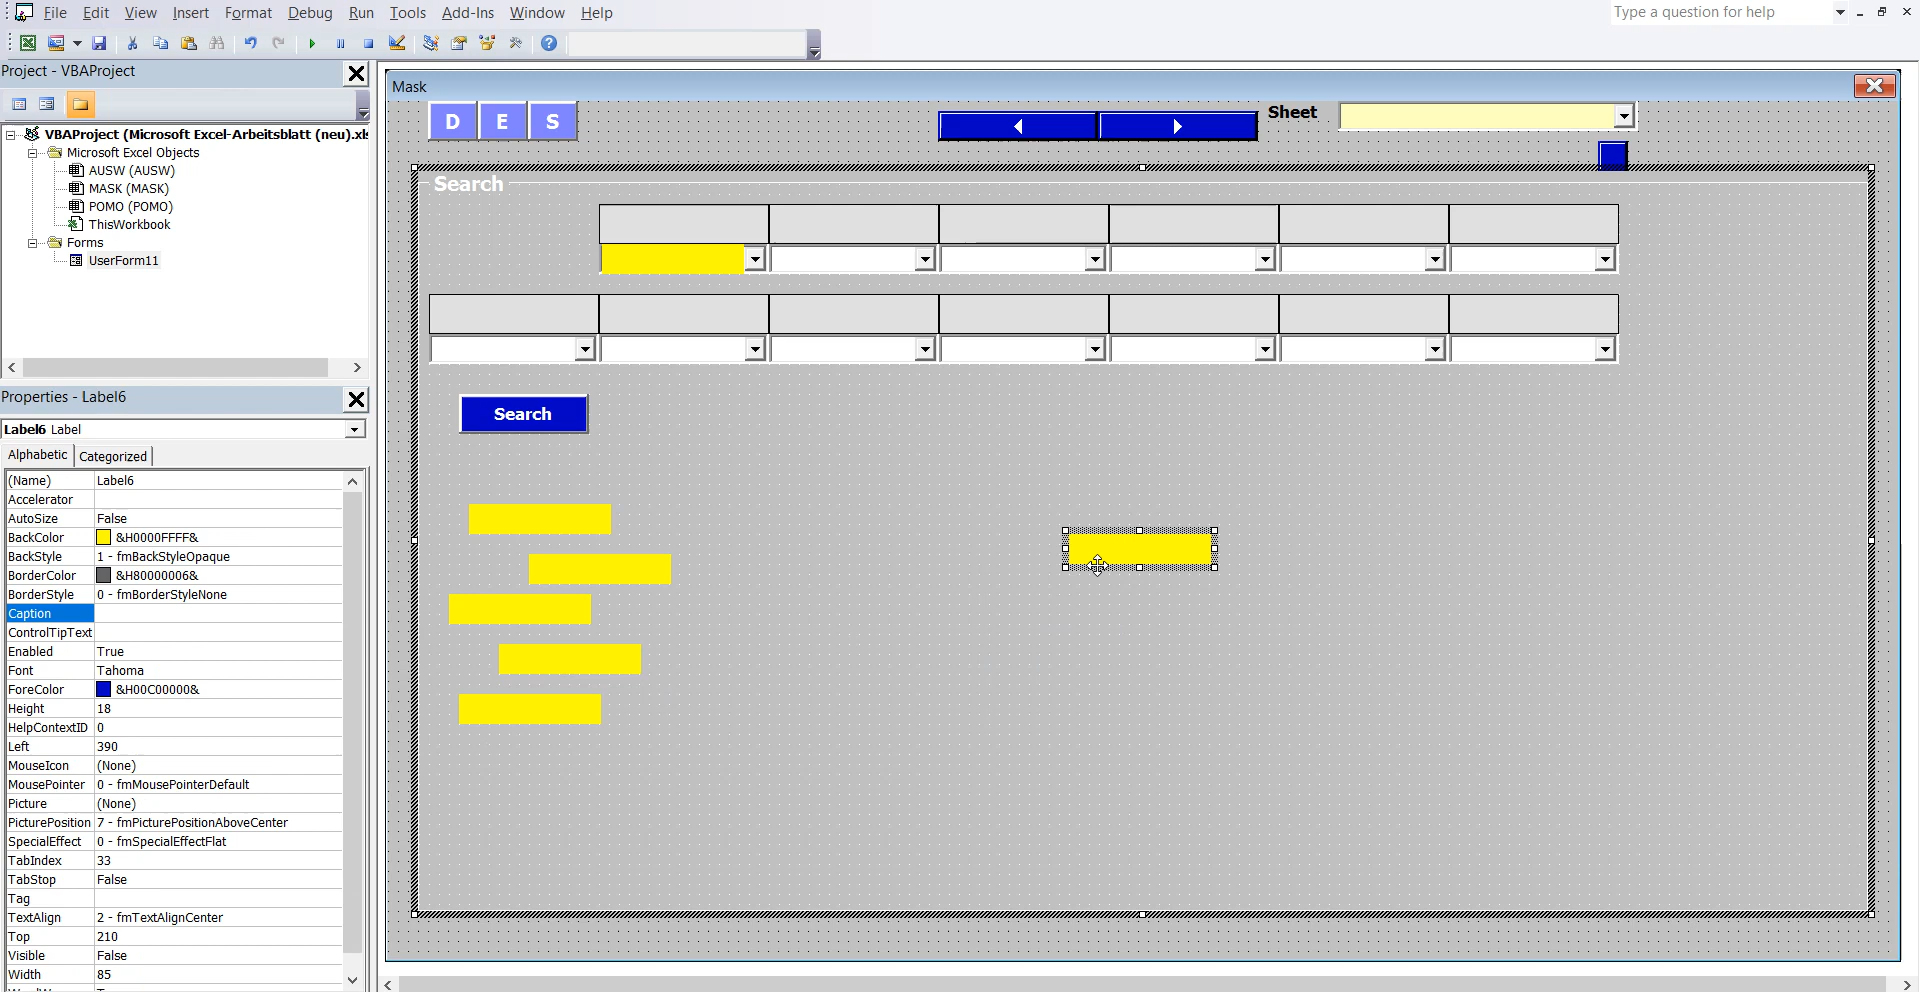 File Edit View Insert Format Debug Run Tools Add-Ins Window Help
Type a question for help
Project - VBAProject
VBAProject (Microsoft Excel-Arbeitsblatt (neu).xls
Microsoft Excel Objects
AUSW (AUSW)
MASK (MASK)
POMO (POMO)
ThisWorkbook
Forms
UserForm11
Properties - Label6
Label6 Label
Alphabetic Categorized
(Name) Label6
Accelerator
AutoSize False
BackColor &H0000FFFF&
BackStyle 1 - fmBackStyleOpaque
BorderColor &H80000006&
BorderStyle 0 - fmBorderStyleNone
Caption
ControlTipText
Enabled True
Font Tahoma
ForeColor &H00C00000&
Height 18
HelpContextID 0
Left 390
MouseIcon (None)
MousePointer 0 - fmMousePointerDefault
Picture (None)
PicturePosition 7 - fmPicturePositionAboveCenter
SpecialEffect 0 - fmSpecialEffectFlat
TabIndex 33
TabStop False
Tag
TextAlign 2 - fmTextAlignCenter
Top 210
Visible False
Width 85
Mask
D E S
Sheet
Search
Search